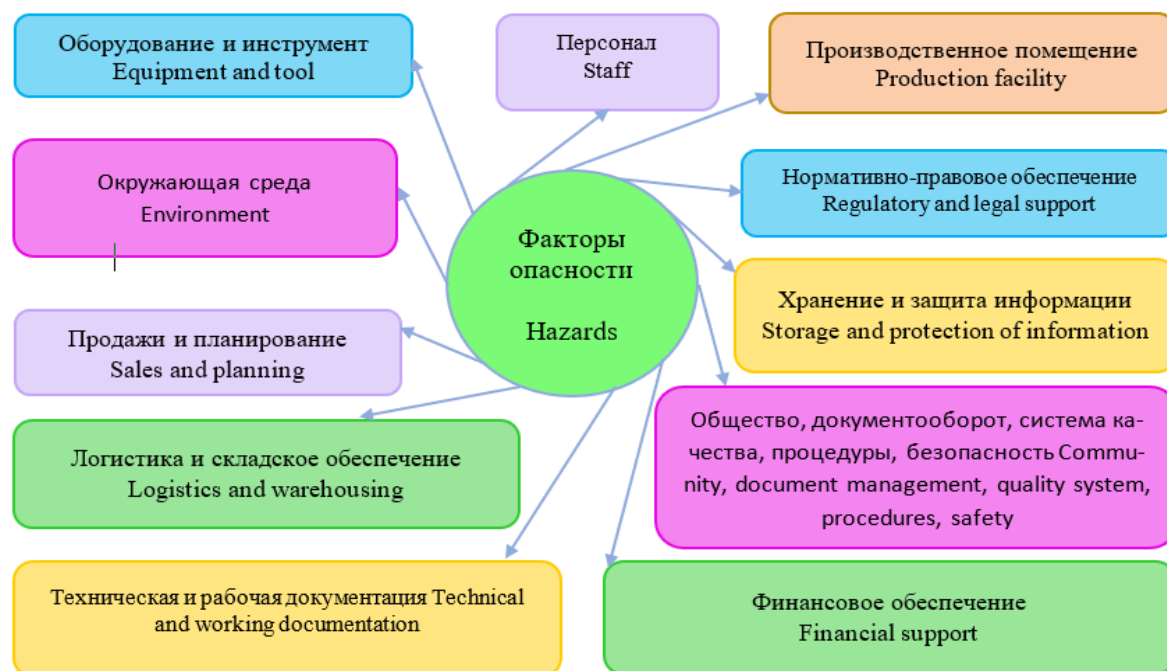 Оборудование и инструмент
Equipment and tool
Персонал
Staff
Производственное помещение
Production facility
Окружающая среда
Environment
Нормативно-правовое обеспечение
Regulatory and legal support
Факторы
опасности
Hazards
Хранение и защита информации
Storage and protection of information
Продажи и планирование
Sales and planning
Общество, документооборот, система ка-
чества, процедуры, безопасность Commu-
nity, document management, quality system,
procedures, safety
Логистика и складское обеспечение
Logistics and warehousing
Техническая и рабочая документация Technical
and working documentation
Финансовое обеспечение
Financial support